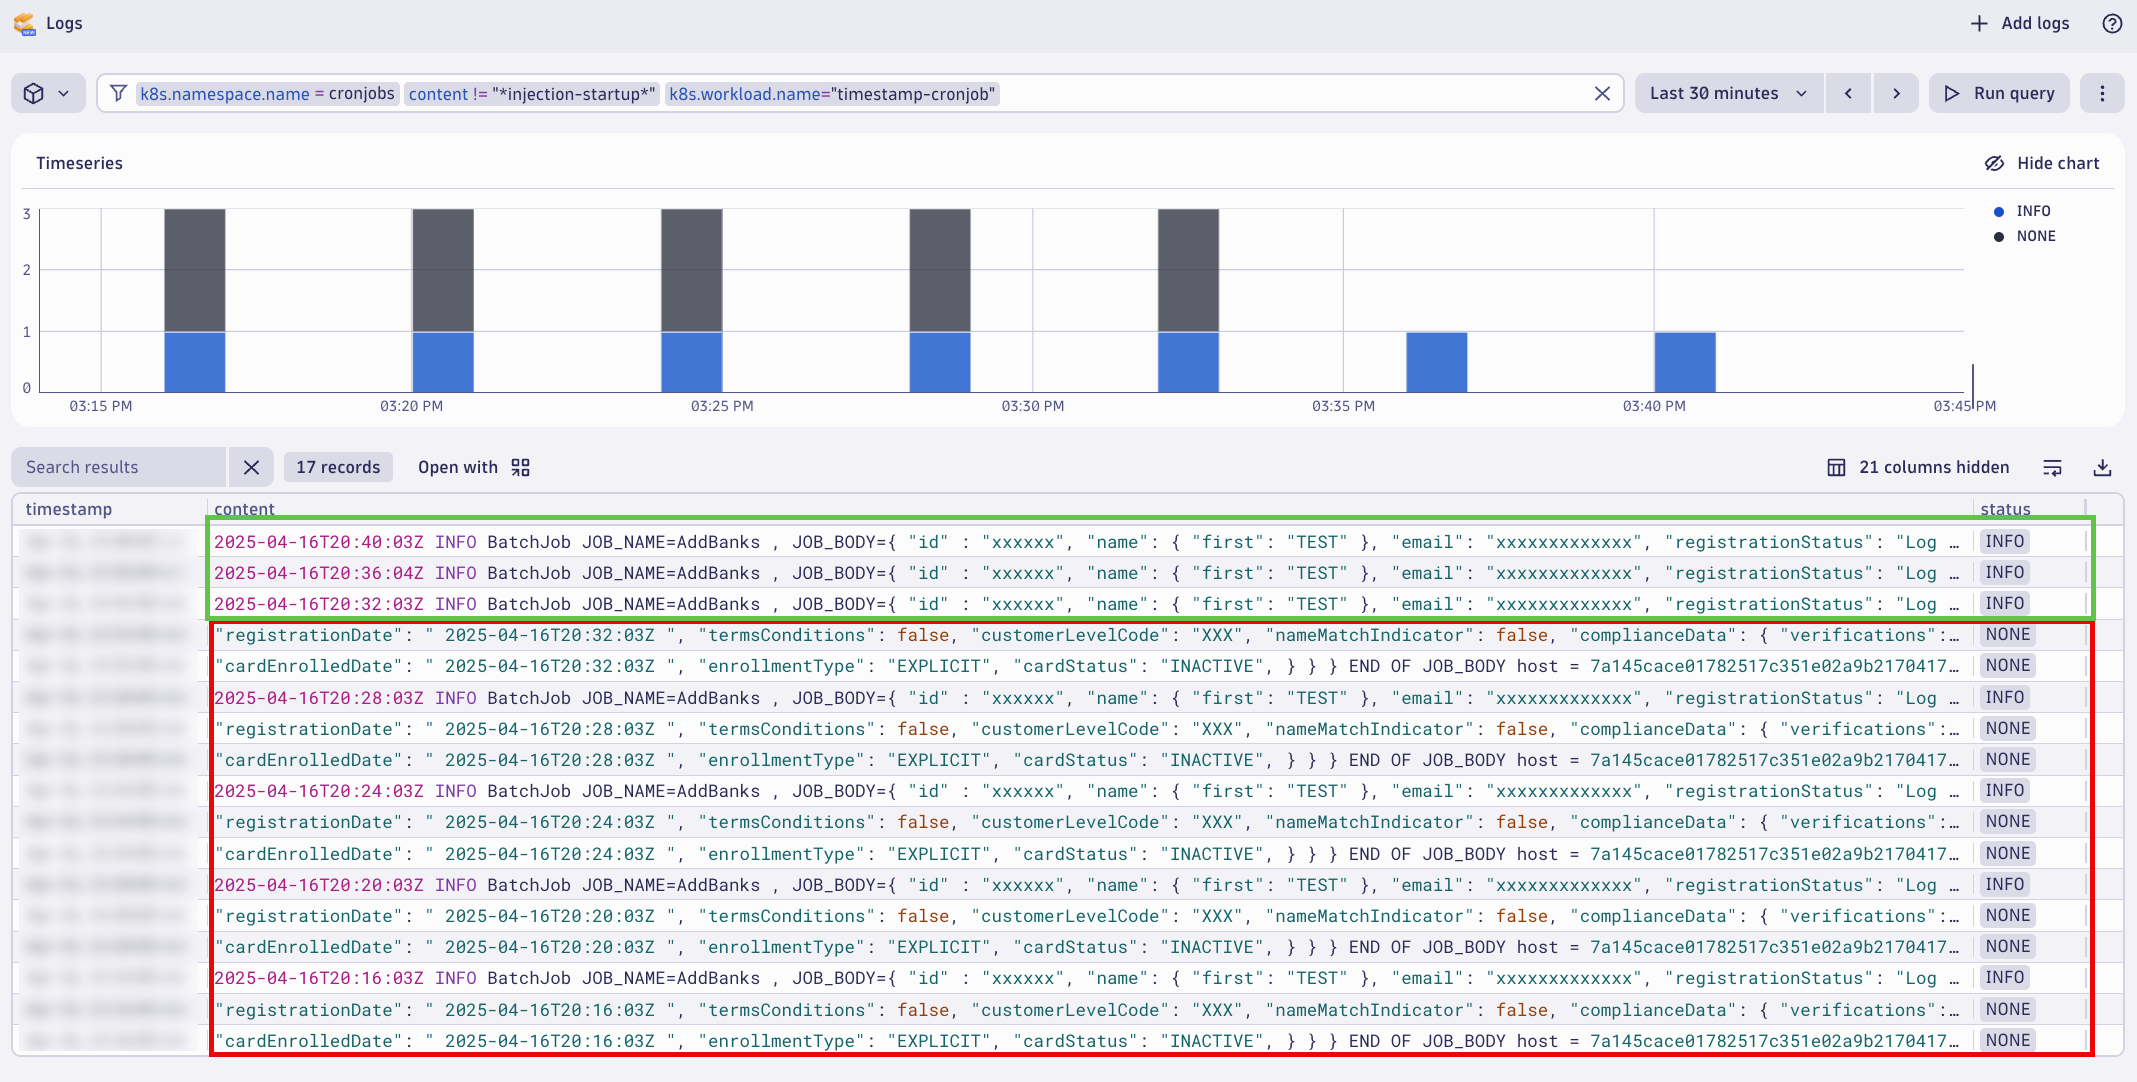 Logs
NEW
Add logs
k8s.namespace.name = cronjobs content != "*injection-startup*" k8s.workload.name="timestamp-cronjob"
Last 30 minutes
Run query
Timeseries
Hide chart
3
2
1
0
INFO
NONE
03:15 PM 03:20 PM 03:25 PM 03:30 PM 03:35 PM 03:40 PM 03:45 PM
Search results
17 records
Open with
21 columns hidden
timestamp content status
2025-04-16T20:40:03Z INFO BatchJob JOB_NAME=AddBanks , JOB_BODY={ "id" : "xxxxxx", "name": { "first": "TEST" }, "email": "xxxxxxxxxxxxx", "registrationStatus": "Log … INFO
2025-04-16T20:36:04Z INFO BatchJob JOB_NAME=AddBanks , JOB_BODY={ "id" : "xxxxxx", "name": { "first": "TEST" }, "email": "xxxxxxxxxxxxx", "registrationStatus": "Log … INFO
2025-04-16T20:32:03Z INFO BatchJob JOB_NAME=AddBanks , JOB_BODY={ "id" : "xxxxxx", "name": { "first": "TEST" }, "email": "xxxxxxxxxxxxx", "registrationStatus": "Log … INFO
"registrationDate": " 2025-04-16T20:32:03Z ", "termsConditions": false, "customerLevelCode": "XXX", "nameMatchIndicator": false, "complianceData": { "verifications":… NONE
"cardEnrolledDate": " 2025-04-16T20:32:03Z ", "enrollmentType": "EXPLICIT", "cardStatus": "INACTIVE", } } } END OF JOB_BODY host = 7a145cace01782517c351e02a9b2170417… NONE
2025-04-16T20:28:03Z INFO BatchJob JOB_NAME=AddBanks , JOB_BODY={ "id" : "xxxxxx", "name": { "first": "TEST" }, "email": "xxxxxxxxxxxxx", "registrationStatus": "Log … INFO
"registrationDate": " 2025-04-16T20:28:03Z ", "termsConditions": false, "customerLevelCode": "XXX", "nameMatchIndicator": false, "complianceData": { "verifications":… NONE
"cardEnrolledDate": " 2025-04-16T20:28:03Z ", "enrollmentType": "EXPLICIT", "cardStatus": "INACTIVE", } } } END OF JOB_BODY host = 7a145cace01782517c351e02a9b2170417… NONE
2025-04-16T20:24:03Z INFO BatchJob JOB_NAME=AddBanks , JOB_BODY={ "id" : "xxxxxx", "name": { "first": "TEST" }, "email": "xxxxxxxxxxxxx", "registrationStatus": "Log … INFO
"registrationDate": " 2025-04-16T20:24:03Z ", "termsConditions": false, "customerLevelCode": "XXX", "nameMatchIndicator": false, "complianceData": { "verifications":… NONE
"cardEnrolledDate": " 2025-04-16T20:24:03Z ", "enrollmentType": "EXPLICIT", "cardStatus": "INACTIVE", } } } END OF JOB_BODY host = 7a145cace01782517c351e02a9b2170417… NONE
2025-04-16T20:20:03Z INFO BatchJob JOB_NAME=AddBanks , JOB_BODY={ "id" : "xxxxxx", "name": { "first": "TEST" }, "email": "xxxxxxxxxxxxx", "registrationStatus": "Log … INFO
"registrationDate": " 2025-04-16T20:20:03Z ", "termsConditions": false, "customerLevelCode": "XXX", "nameMatchIndicator": false, "complianceData": { "verifications":… NONE
"cardEnrolledDate": " 2025-04-16T20:20:03Z ", "enrollmentType": "EXPLICIT", "cardStatus": "INACTIVE", } } } END OF JOB_BODY host = 7a145cace01782517c351e02a9b2170417… NONE
2025-04-16T20:16:03Z INFO BatchJob JOB_NAME=AddBanks , JOB_BODY={ "id" : "xxxxxx", "name": { "first": "TEST" }, "email": "xxxxxxxxxxxxx", "registrationStatus": "Log … INFO
"registrationDate": " 2025-04-16T20:16:03Z ", "termsConditions": false, "customerLevelCode": "XXX", "nameMatchIndicator": false, "complianceData": { "verifications":… NONE
"cardEnrolledDate": " 2025-04-16T20:16:03Z ", "enrollmentType": "EXPLICIT", "cardStatus": "INACTIVE", } } } END OF JOB_BODY host = 7a145cace01782517c351e02a9b2170417… NONE